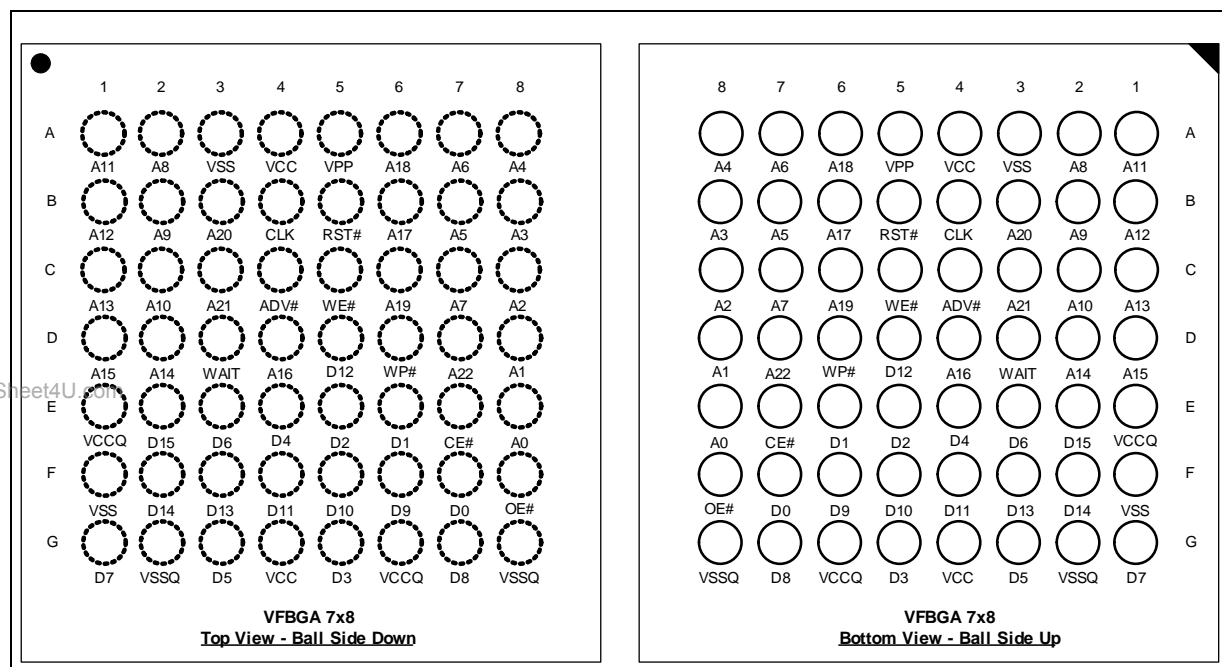 1 2 3 4 5 6 7 8
A
A11 A8 VSS VCC VPP A18 A6 A4
B
A12 A9 A20 CLK RST# A17 A5 A3
C
A13 A10 A21 ADV# WE# A19 A7 A2
D
A15 A14 WAIT A16 D12 WP# A22 A1
Sheet4U.com
E
VCCQ D15 D6 D4 D2 D1 CE# A0
F
VSS D14 D13 D11 D10 D9 D0 OE#
G
D7 VSSQ D5 VCC D3 VCCQ D8 VSSQ
VFBGA 7x8
Top View - Ball Side Down
8 7 6 5 4 3 2 1
A
A4 A6 A18 VPP VCC VSS A8 A11
B
A3 A5 A17 RST# CLK A20 A9 A12
C
A2 A7 A19 WE# ADV# A21 A10 A13
D
A1 A22 WP# D12 A16 WAIT A14 A15
E
A0 CE# D1 D2 D4 D6 D15 VCCQ
F
OE# D0 D9 D10 D11 D13 D14 VSS
G
VSSQ D8 VCCQ D3 VCC D5 VSSQ D7
VFBGA 7x8
Bottom View - Ball Side Up